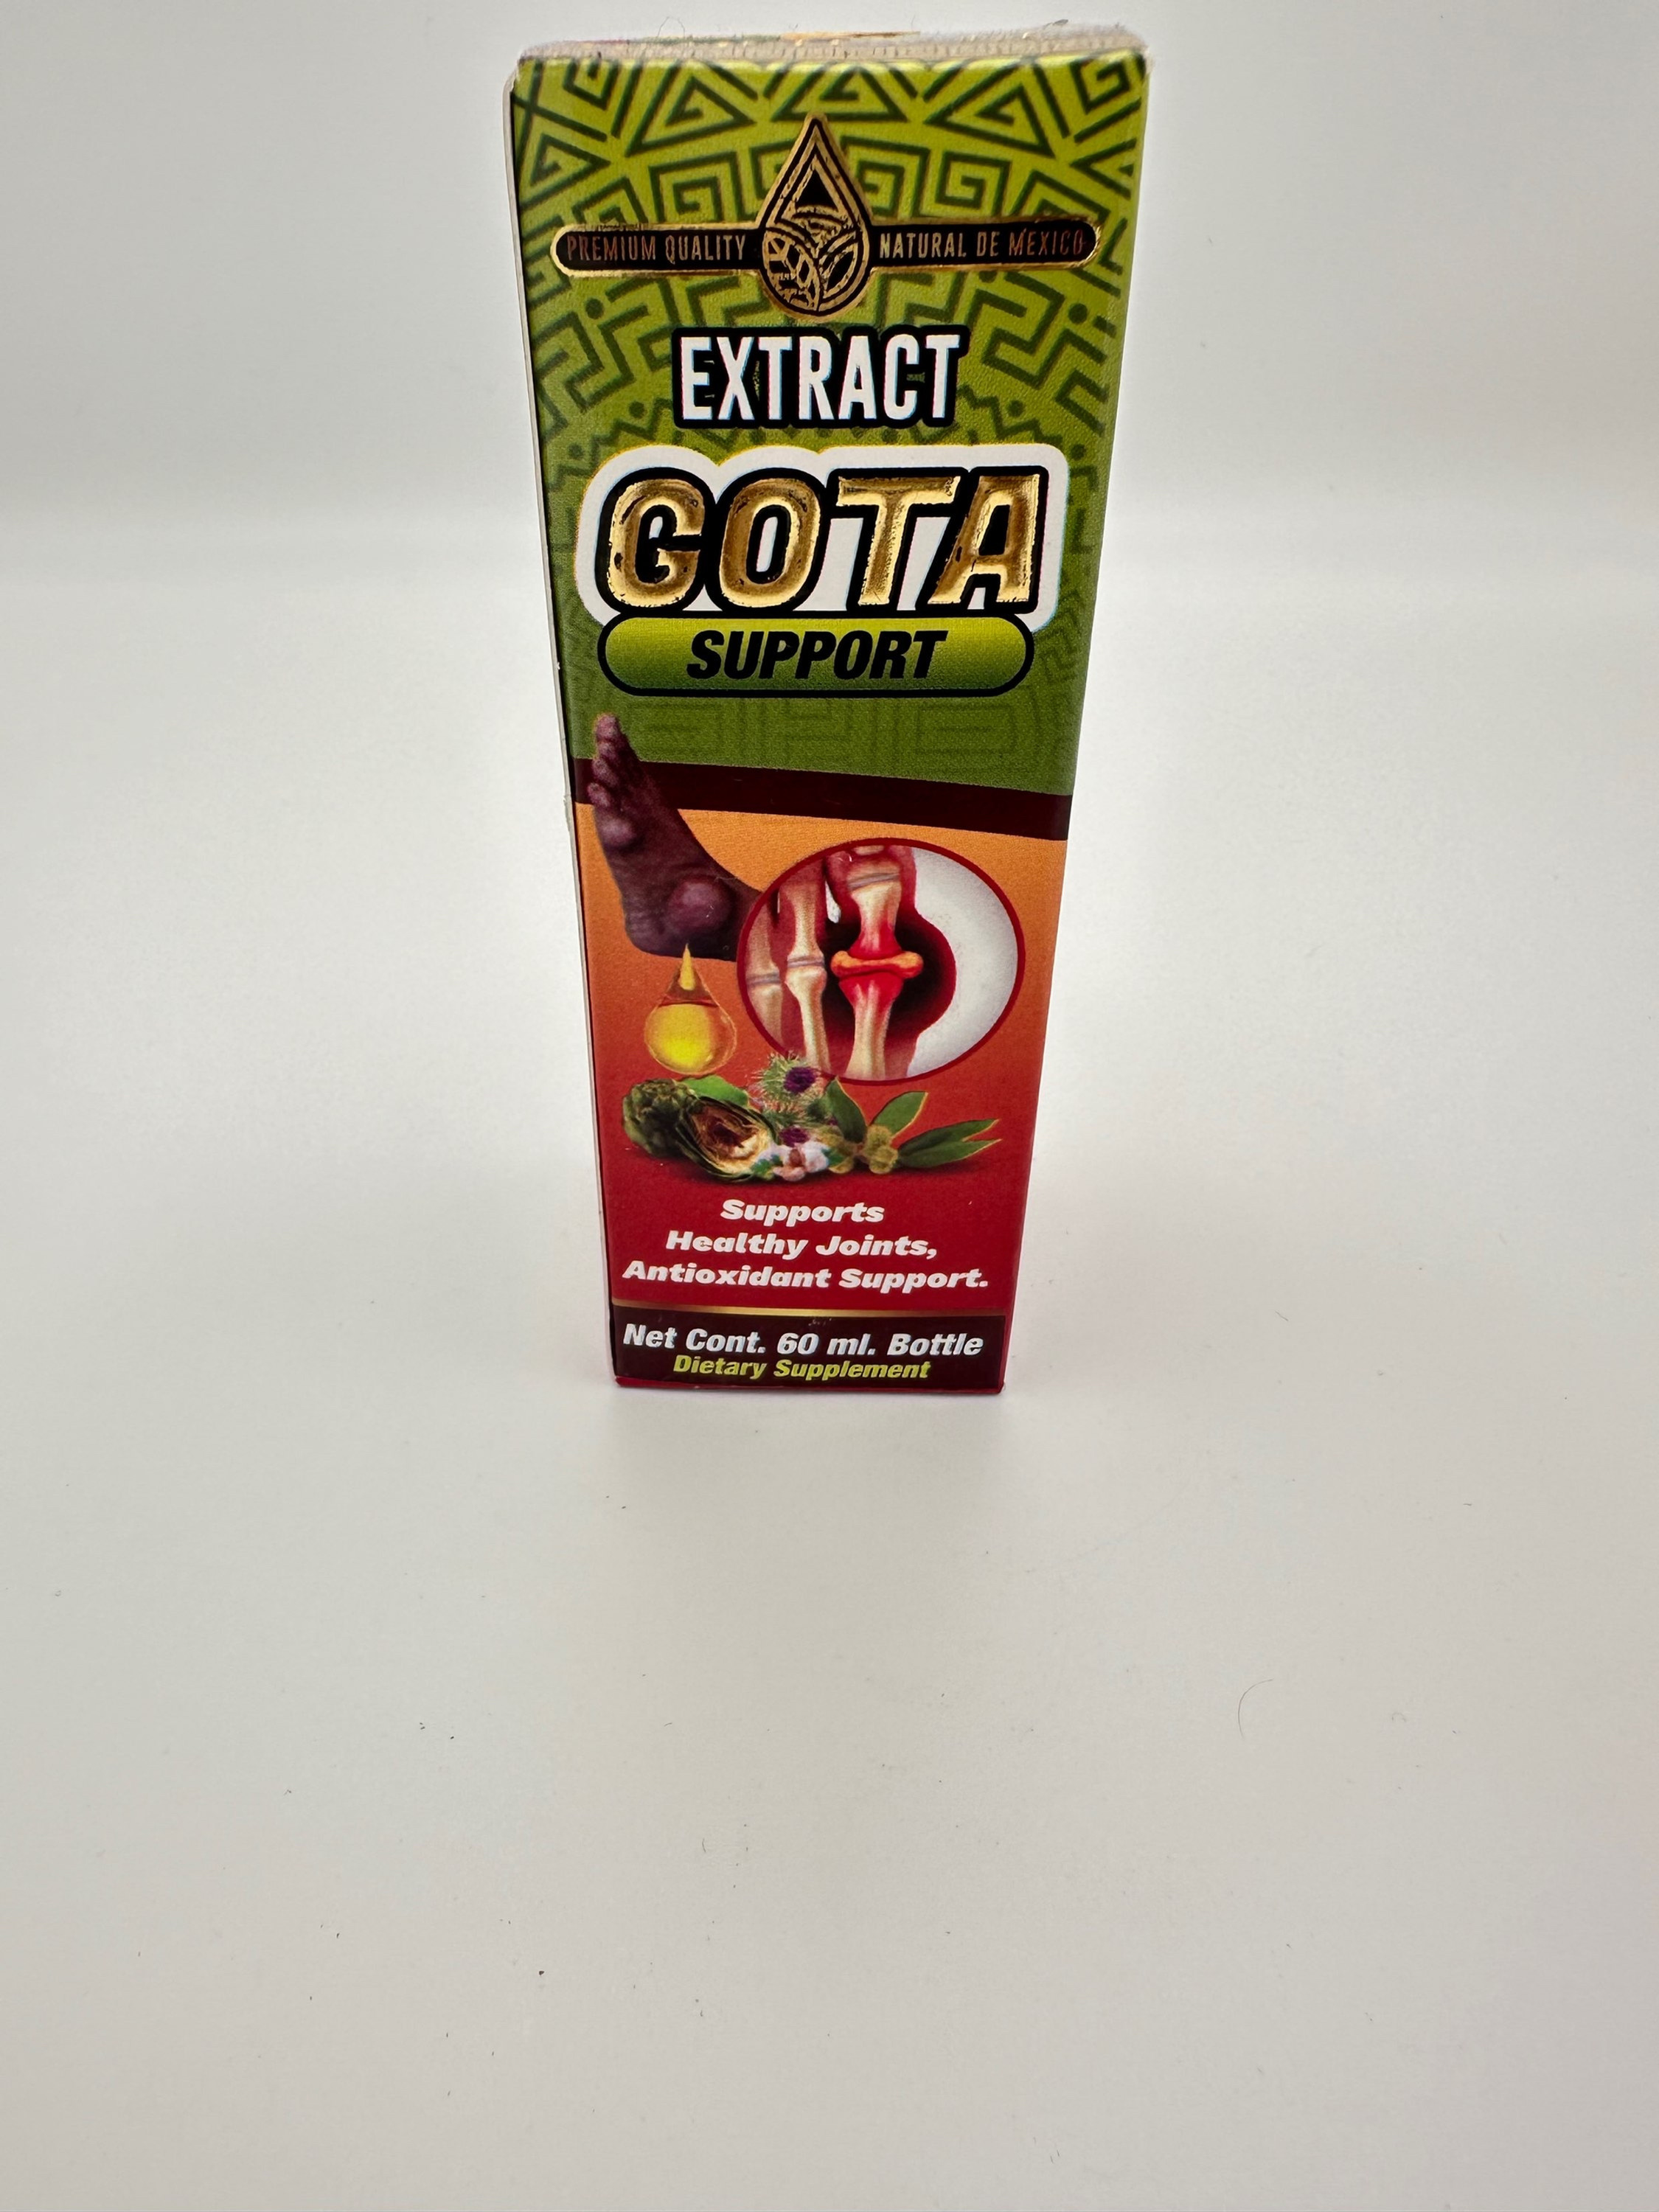 PREMIUM QUALITY NATURAL DE MEXICO
EXTRACT
GOTA
SUPPORT
Supports
Healthy Joints,
Antioxidant Support.
Net Cont. 60 ml. Bottle
Dietary Supplement